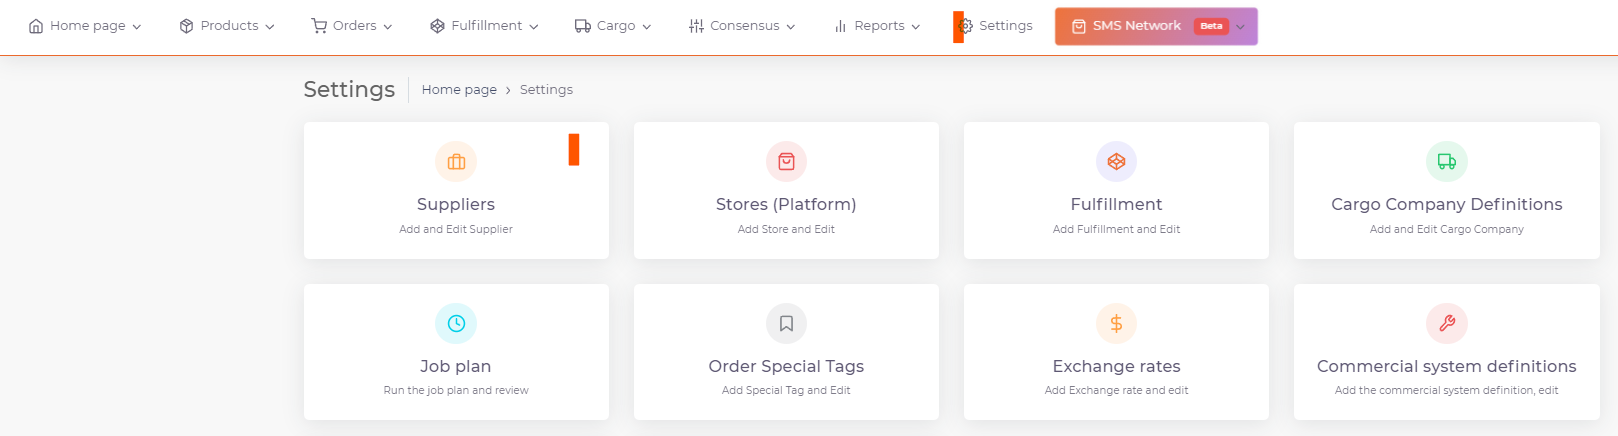 Home page Products Orders Fulfillment Cargo Consensus Reports Settings SMS Network Beta
Settings Home page › Settings
Suppliers
Add and Edit Supplier
Stores (Platform)
Add Store and Edit
Fulfillment
Add Fulfillment and Edit
Cargo Company Definitions
Add and Edit Cargo Company
Job plan
Run the job plan and review
Order Special Tags
Add Special Tag and Edit
Exchange rates
Add Exchange rate and edit
Commercial system definitions
Add the commercial system definition, edit